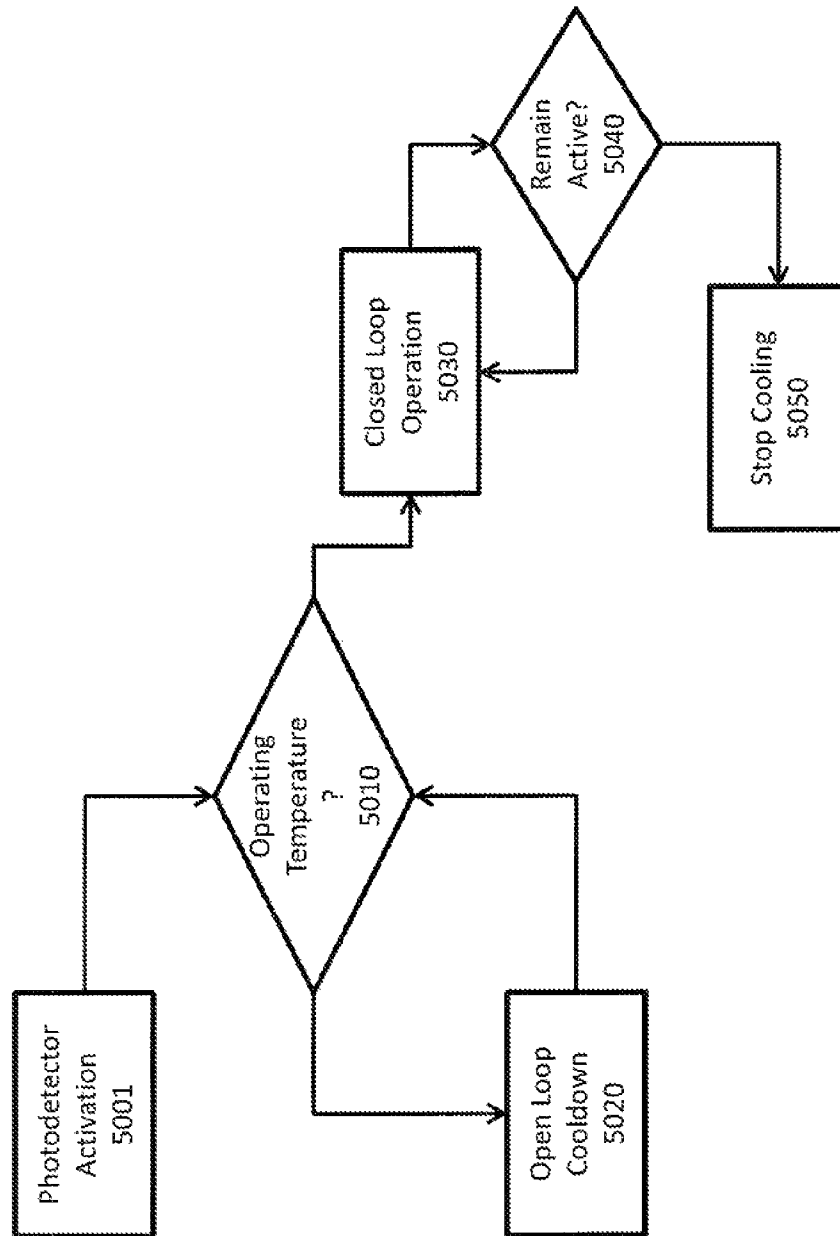 Photodetector
Activation
5001
Operating
Temperature
?
5010
Open Loop
Cooldown
5020
Closed Loop
Operation
5030
Remain
Active?
5040
Stop Cooling
5050